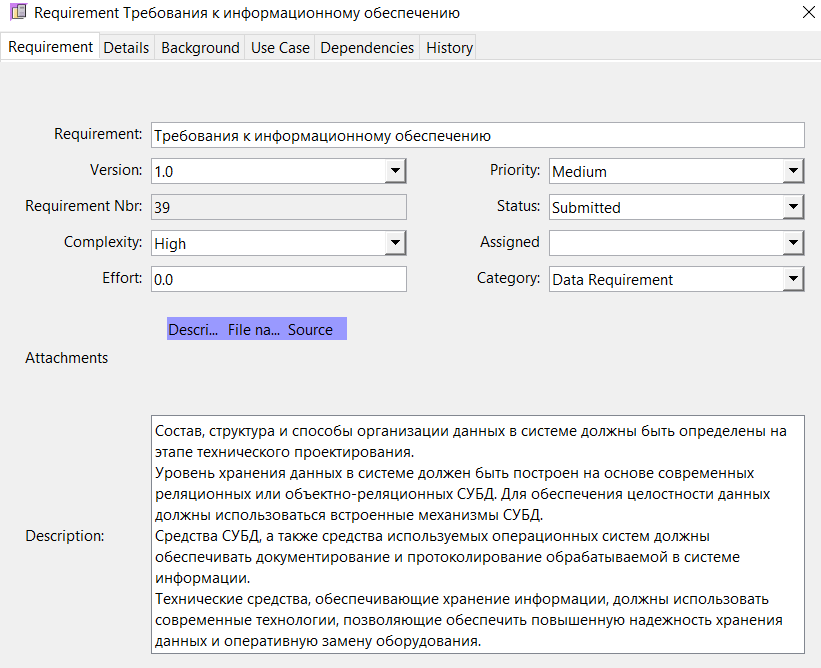 Requirement Требования к информационному обеспечению
Requirement Details Background Use Case Dependencies History
Requirement: Требования к информационному обеспечению
Version: 1.0 Priority: Medium
Requirement Nbr: 39 Status: Submitted
Complexity: High Assigned
Effort: 0.0 Category: Data Requirement
Descri... File na... Source
Attachments
Description:
Состав, структура и способы организации данных в системе должны быть определены на
этапе технического проектирования.
Уровень хранения данных в системе должен быть построен на основе современных
реляционных или объектно-реляционных СУБД. Для обеспечения целостности данных
должны использоваться встроенные механизмы СУБД.
Средства СУБД, а также средства используемых операционных систем должны
обеспечивать документирование и протоколирование обрабатываемой в системе
информации.
Технические средства, обеспечивающие хранение информации, должны использовать
современные технологии, позволяющие обеспечить повышенную надежность хранения
данных и оперативную замену оборудования.